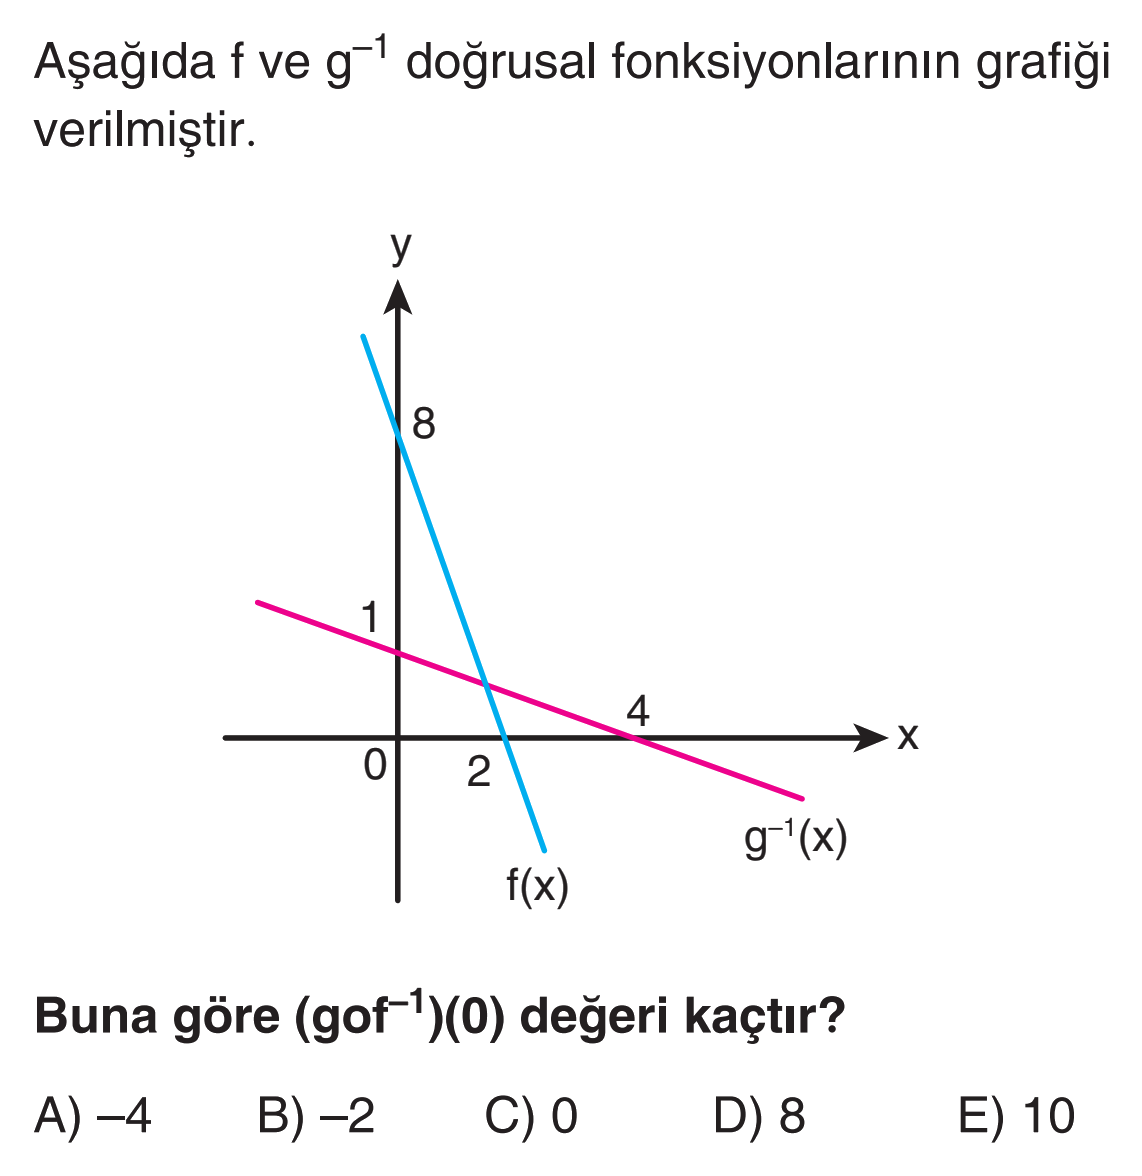 Aşağıda f ve g⁻¹ doğrusal fonksiyonlarının grafiği
verilmiştir.
y
8
1
4
x
0
2
g⁻¹(x)
f(x)
Buna göre (gof⁻¹)(0) değeri kaçtır?
A) –4 B) –2 C) 0 D) 8 E) 10